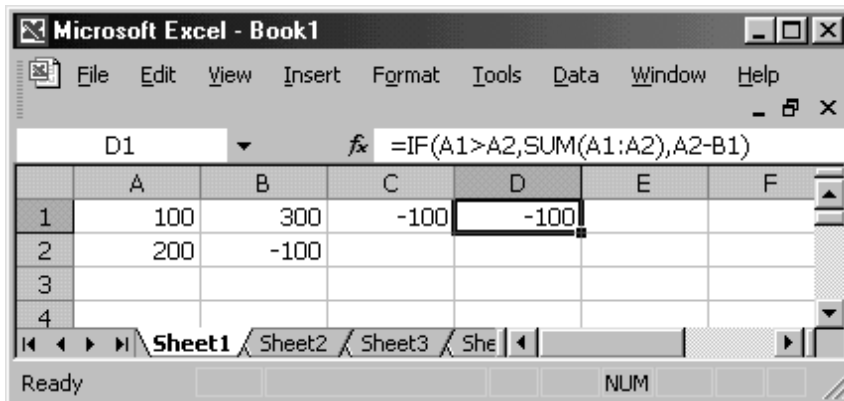 Microsoft Excel - Book1
File Edit View Insert Format Tools Data Window Help
D1 fx =IF(A1>A2,SUM(A1:A2),A2-B1)
A B C D E F
1 100 300 -100 -100
2 200 -100
3
4
Sheet1 Sheet2 Sheet3 She
Ready NUM